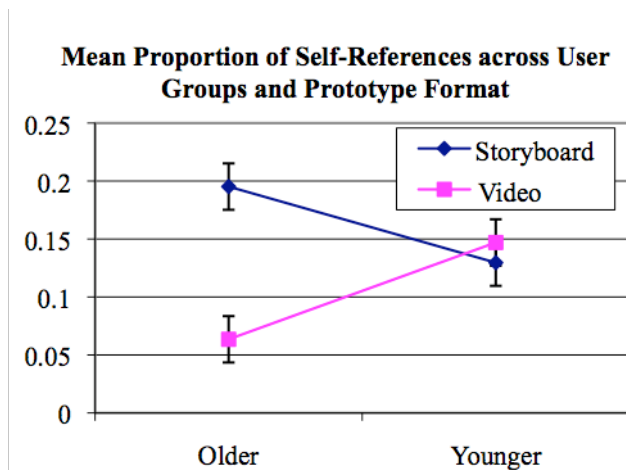 Mean Proportion of Self-References across User
Groups and Prototype Format
0.25
0.2
0.15
0.1
0.05
0
Storyboard
Video
Older
Younger